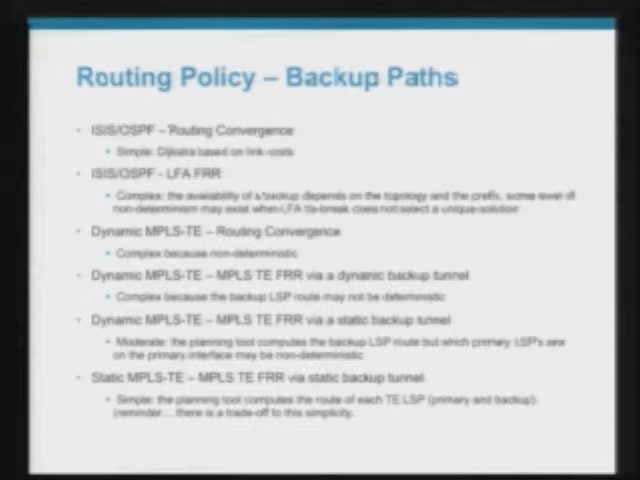 Routing Policy – Backup Paths
ISIS/OSPF – Routing Convergence
Simple: Dijkstra based on link costs
ISIS/OSPF - LFA FRR
Complex: the availability of a backup depends on the topology and the prefix, some level of
non-determinism may exist when LFA tie-break does not select a unique solution
Dynamic MPLS-TE – Routing Convergence
Complex because non-deterministic
Dynamic MPLS-TE – MPLS TE FRR via a dynamic backup tunnel
Complex because the backup LSP route may not be deterministic
Dynamic MPLS-TE – MPLS TE FRR via a static backup tunnel
Moderate: the planning tool computes the backup LSP route but which primary LSP's are
on the primary interface may be non-deterministic
Static MPLS-TE – MPLS TE FRR via static backup tunnel
Simple: the planning tool computes the route of each TE LSP (primary and backup)
(reminder… there is a trade-off to this simplicity.